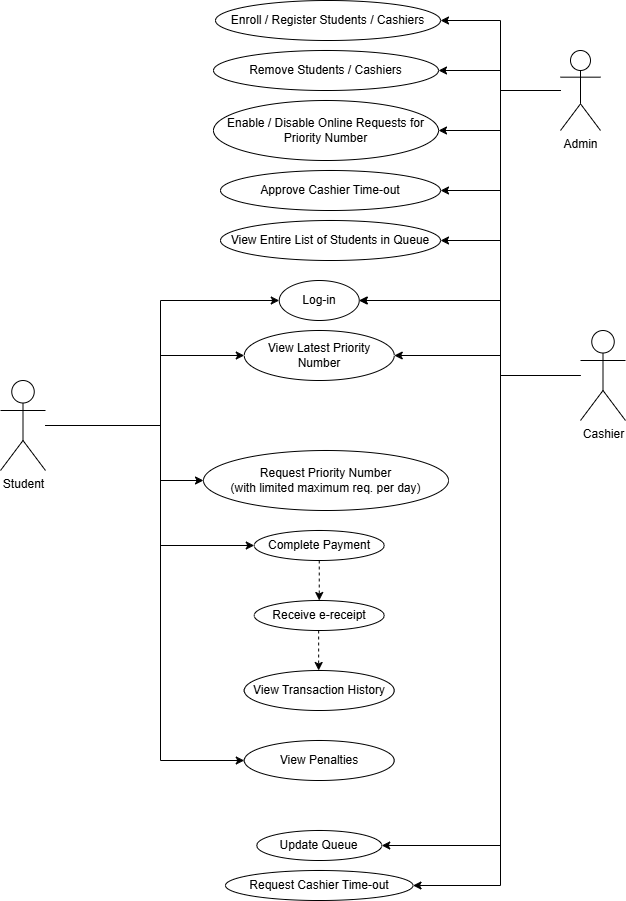 Enroll / Register Students / Cashiers
Remove Students / Cashiers
Enable / Disable Online Requests for
Priority Number
Admin
Approve Cashier Time-out
View Entire List of Students in Queue
Log-in
View Latest Priority
Number
Cashier
Student
Request Priority Number
(with limited maximum req. per day)
Complete Payment
Receive e-receipt
View Transaction History
View Penalties
Update Queue
Request Cashier Time-out